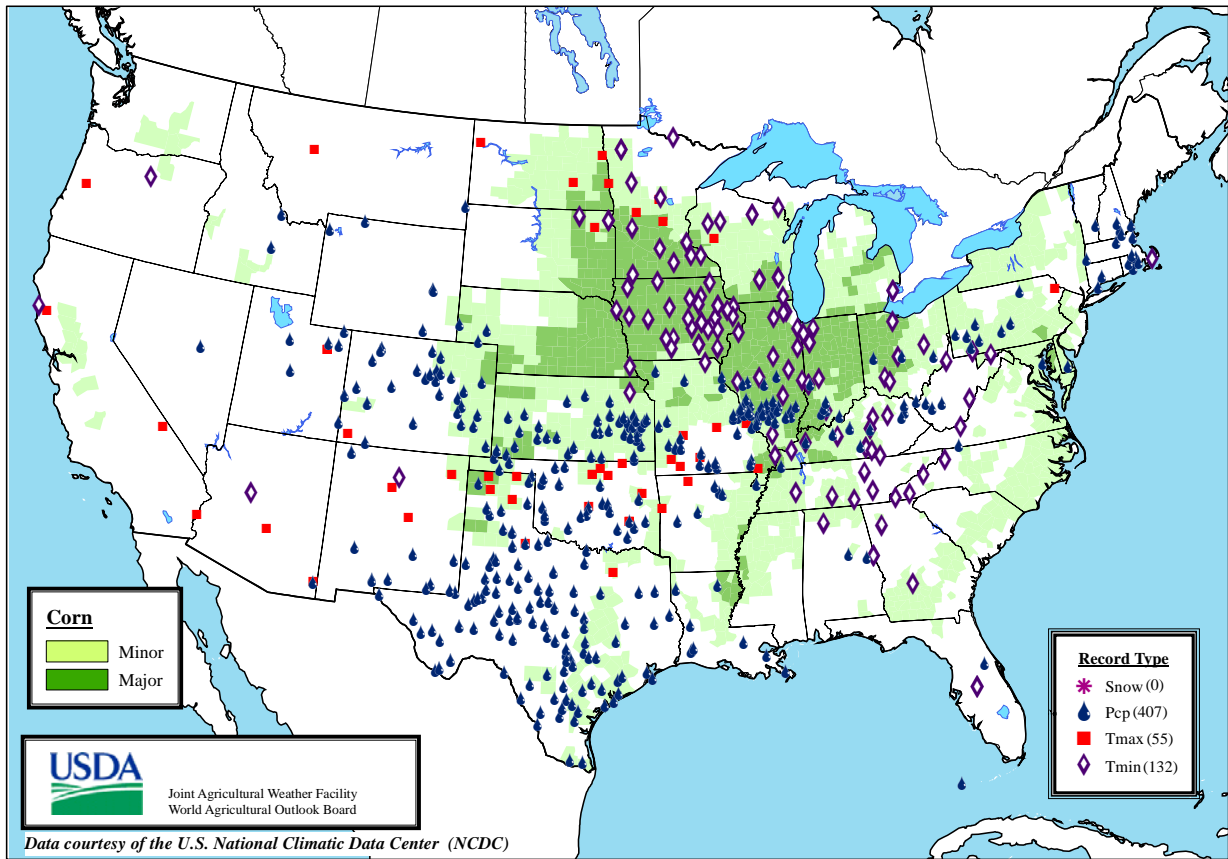 Corn
Minor
Major
Record Type
Snow (0)
Pcp (407)
Tmax (55)
Tmin (132)
USDA
Joint Agricultural Weather Facility
World Agricultural Outlook Board
Data courtesy of the U.S. National Climatic Data Center (NCDC)